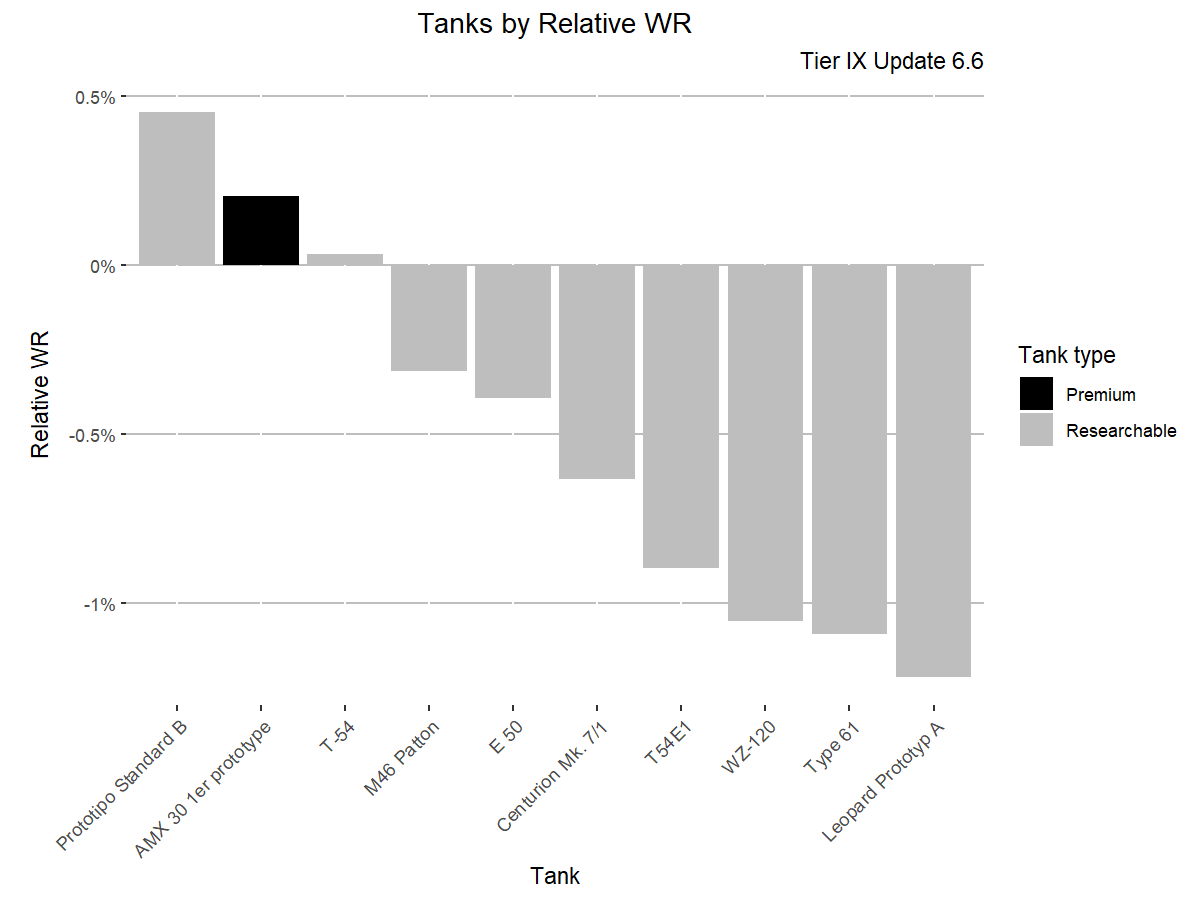 Tanks by Relative WR
Tier IX Update 6.6
0.5%
0%
-0.5%
-1%
Relative WR
Prototipo Standard B
AMX 30 1er prototype
T-54
M46 Patton
E 50
Centurion Mk. 7/1
T54E1
WZ-120
Type 61
Leopard Prototyp A
Tank
Tank type
Premium
Researchable